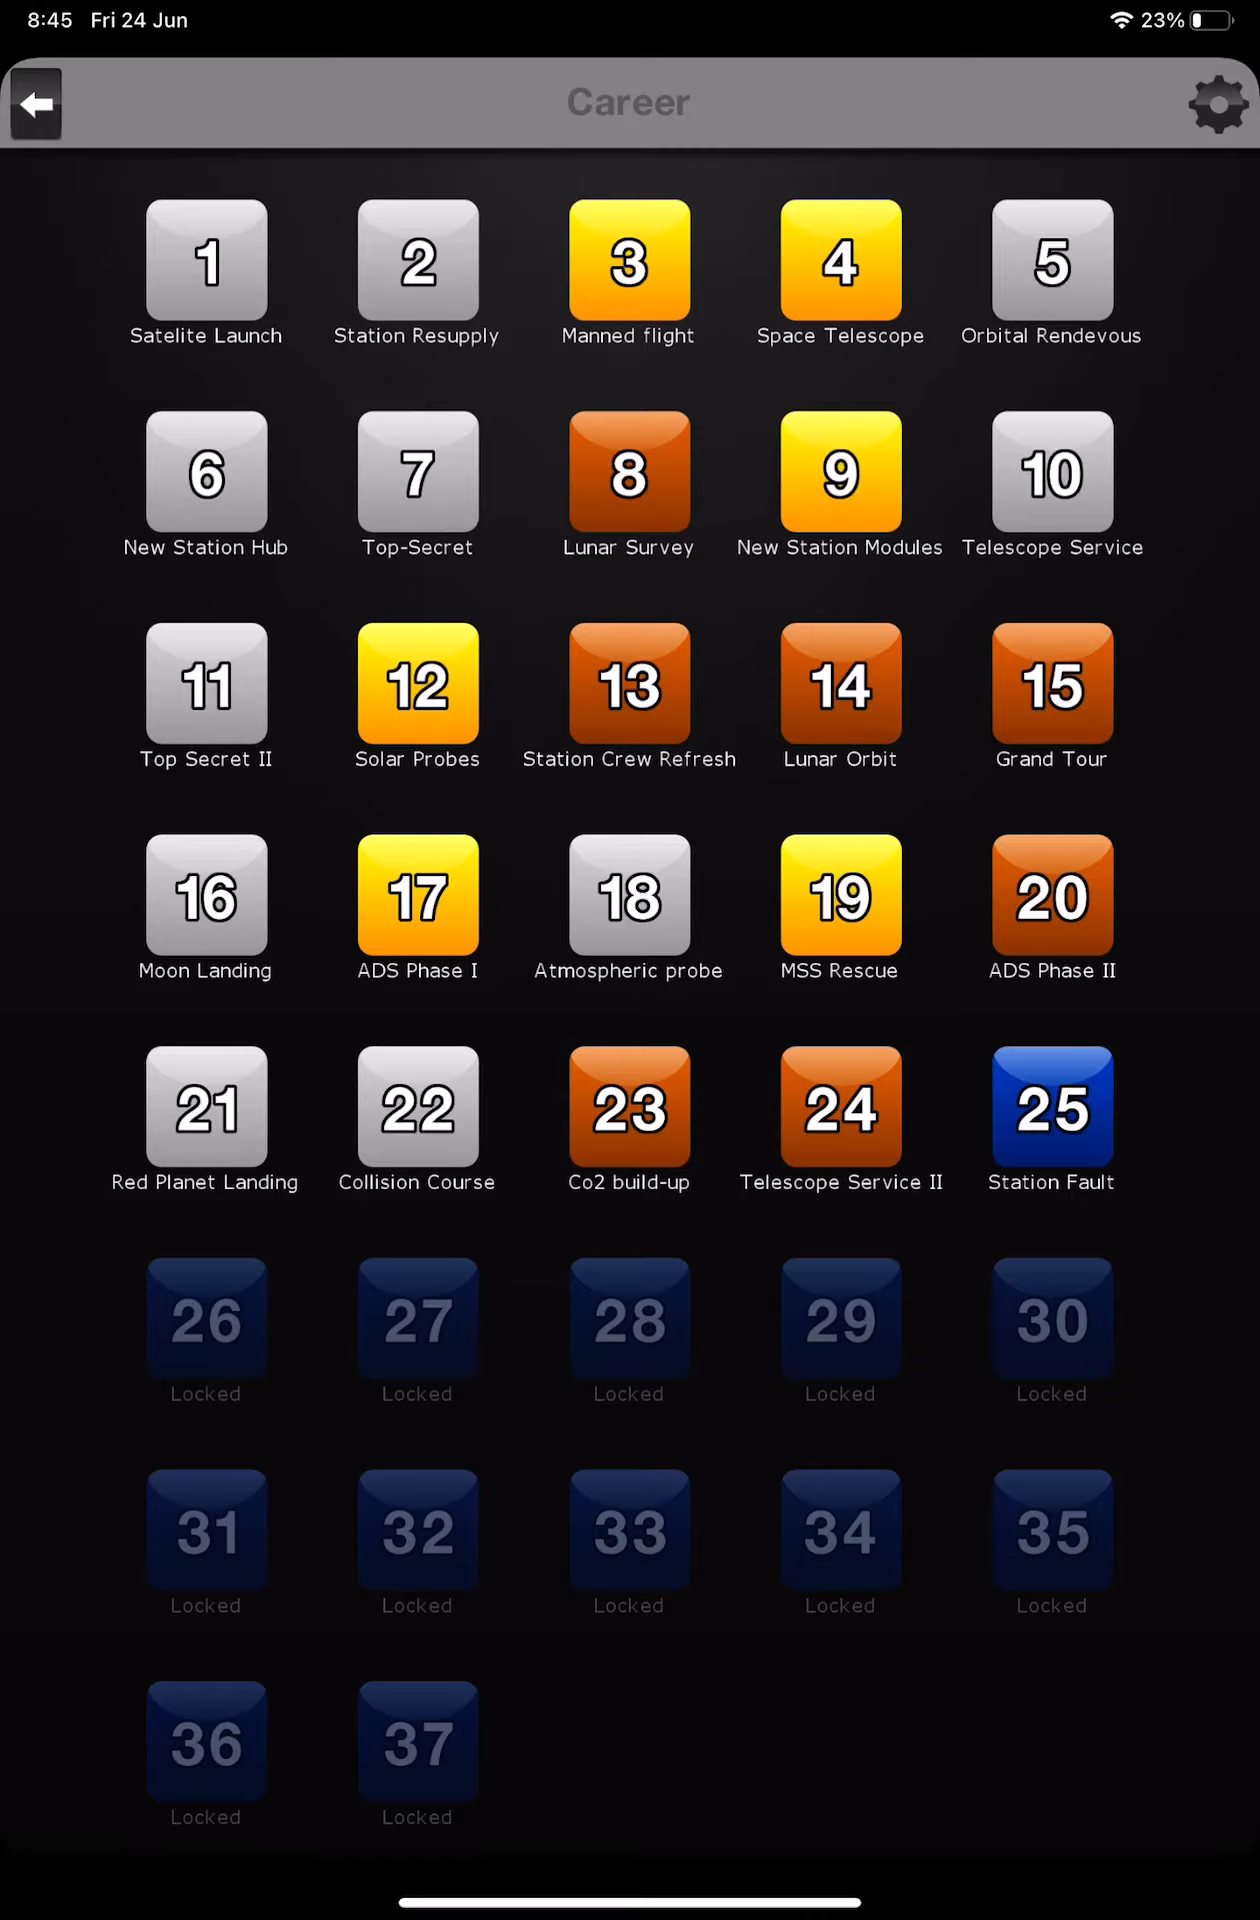 8:45 Fri 24 Jun 23%
Career
1 2 3 4 5
Satelite Launch Station Resupply Manned flight Space Telescope Orbital Rendevous
6 7 8 9 10
New Station Hub Top-Secret Lunar Survey New Station Modules Telescope Service
11 12 13 14 15
Top Secret II Solar Probes Station Crew Refresh Lunar Orbit Grand Tour
16 17 18 19 20
Moon Landing ADS Phase I Atmospheric probe MSS Rescue ADS Phase II
21 22 23 24 25
Red Planet Landing Collision Course Co2 build-up Telescope Service II Station Fault
26 27 28 29 30
Locked Locked Locked Locked Locked
31 32 33 34 35
Locked Locked Locked Locked Locked
36 37
Locked Locked